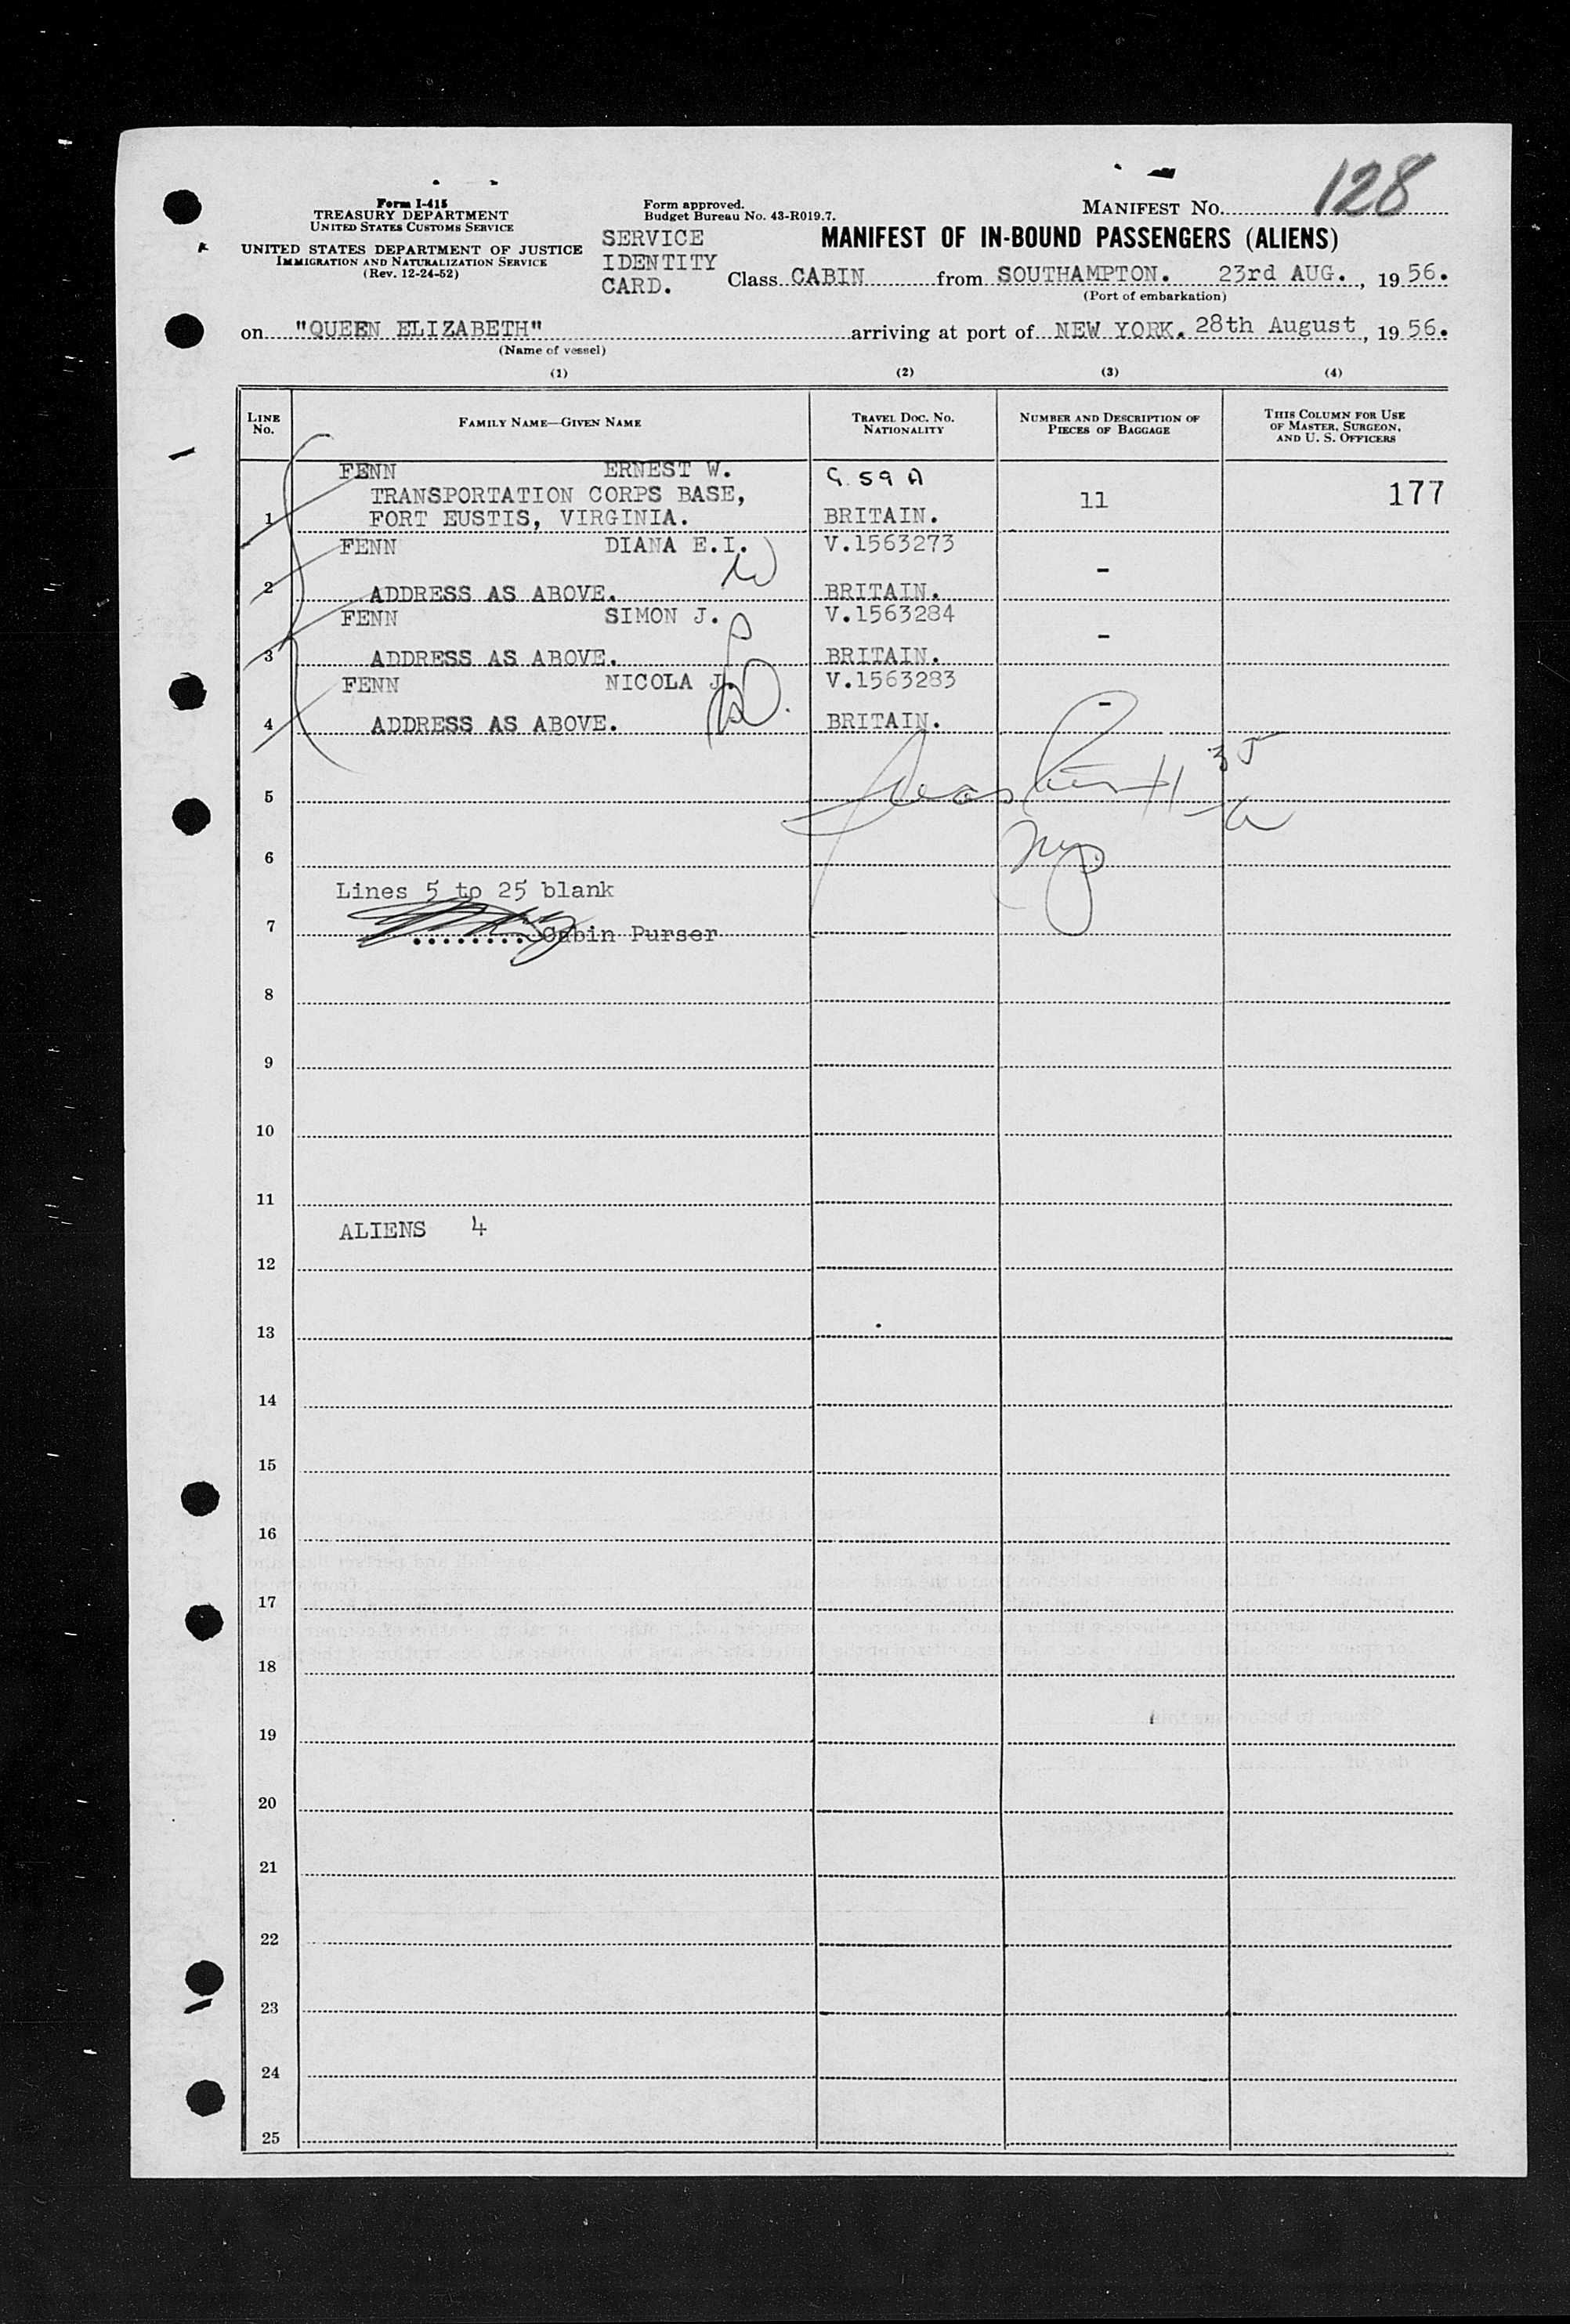 128
Form I-415
TREASURY DEPARTMENT
UNITED STATES CUSTOMS SERVICE
UNITED STATES DEPARTMENT OF JUSTICE
IMMIGRATION AND NATURALIZATION SERVICE
(Rev. 12-24-52)
Form approved.
Budget Bureau No. 43-R019.7.
MANIFEST NO.
SERVICE
IDENTITY
CARD.
MANIFEST OF IN-BOUND PASSENGERS (ALIENS)
Class CABIN from SOUTHAMPTON. 23rd AUG., 19 56.
(Port of embarkation)
on "QUEEN ELIZABETH" arriving at port of NEW YORK. 28th August, 19 56.
(Name of vessel)
(1) (2) (3) (4)
LINE NO. FAMILY NAME—GIVEN NAME TRAVEL DOC. NO. NATIONALITY NUMBER AND DESCRIPTION OF PIECES OF BAGGAGE THIS COLUMN FOR USE OF MASTER, SURGEON, AND U. S. OFFICERS
FENN ERNEST W. G 59 A
TRANSPORTATION CORPS BASE, 11 177
1 FORT EUSTIS, VIRGINIA. BRITAIN.
FENN DIANA E.I. V.1563273
-
2 ADDRESS AS ABOVE. BRITAIN.
FENN SIMON J. V.1563284
-
3 ADDRESS AS ABOVE. BRITAIN.
FENN NICOLA J. V.1563283
-
4 ADDRESS AS ABOVE. BRITAIN.
5
6
Lines 5 to 25 blank
7 ........Cabin Purser
8
9
10
11
ALIENS 4
12
13
14
15
16
17
18
19
20
21
22
23
24
25